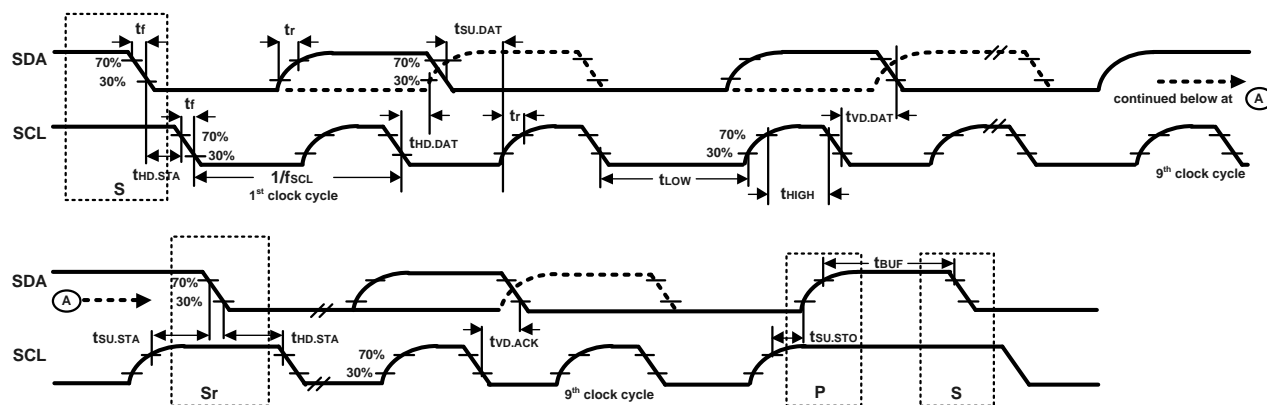 tf
tr
tSU.DAT
SDA
70%
30%
70%
30%
continued below at A
tf
tr
tVD.DAT
SCL
70%
30%
tHD.DAT
70%
30%
tHD.STA
S
1/fSCL
1st clock cycle
tLOW
tHIGH
9th clock cycle
SDA
A
70%
30%
tBUF
tSU.STA
tHD.STA
tVD.ACK
tSU.STO
SCL
70%
30%
Sr
9th clock cycle
P
S